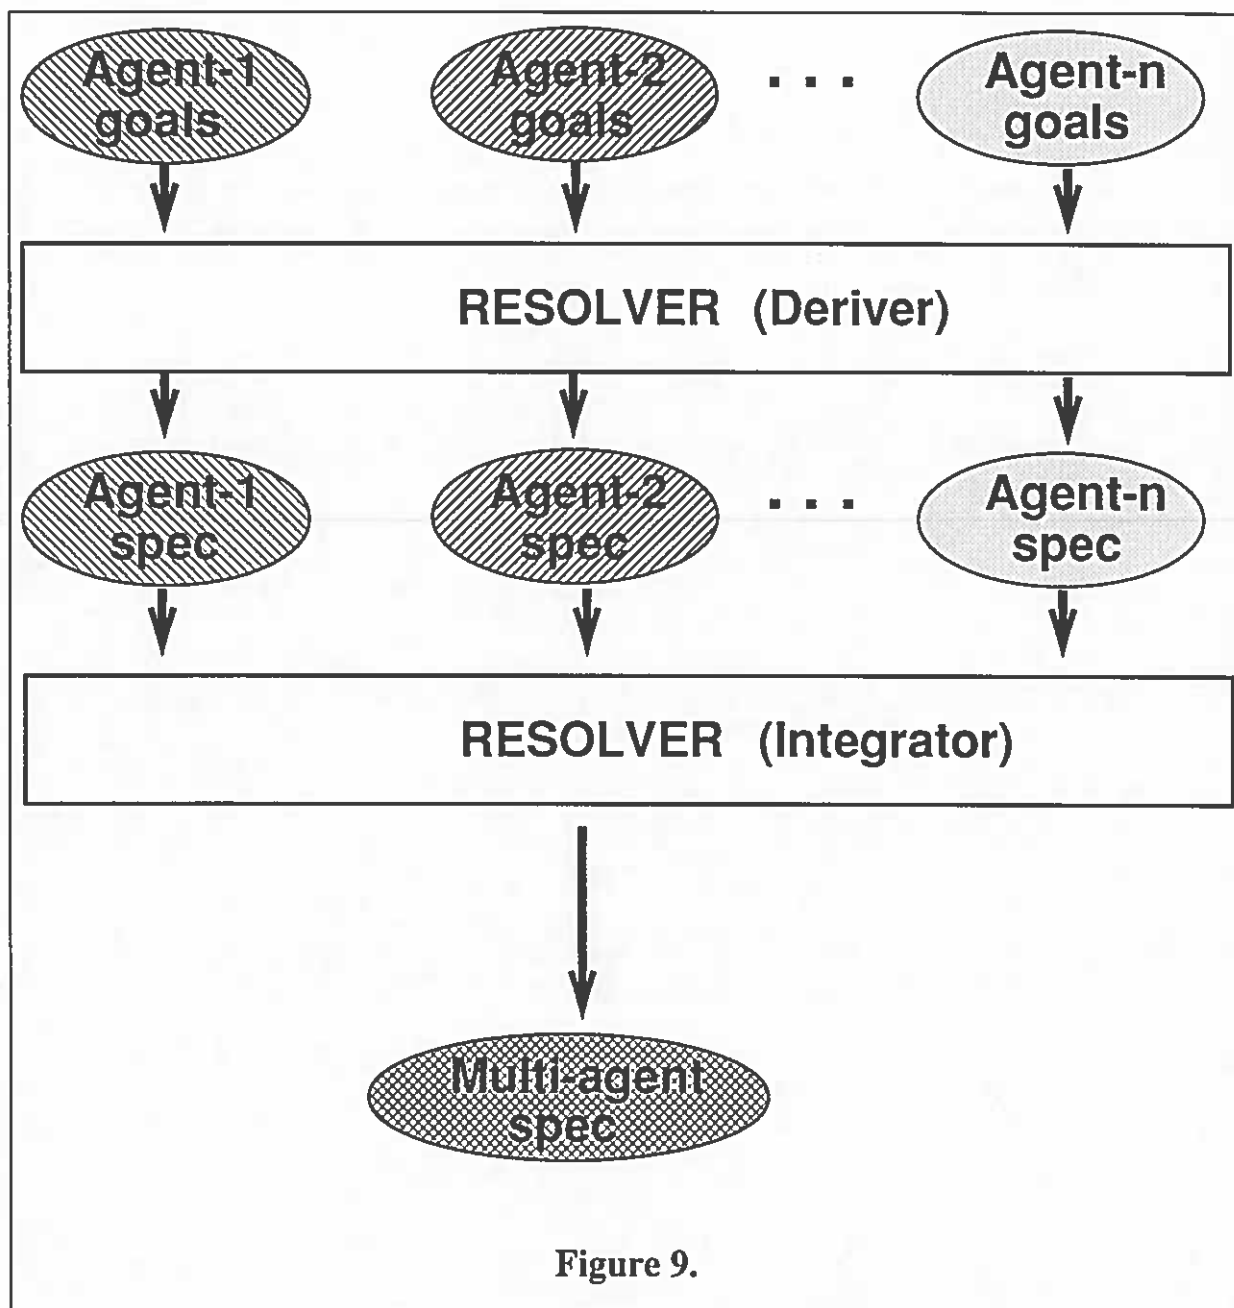 Agent-1
goals
Agent-2
goals
. . .
Agent-n
goals
RESOLVER (Deriver)
Agent-1
spec
Agent-2
spec
. . .
Agent-n
spec
RESOLVER (Integrator)
Multi-agent
spec
Figure 9.